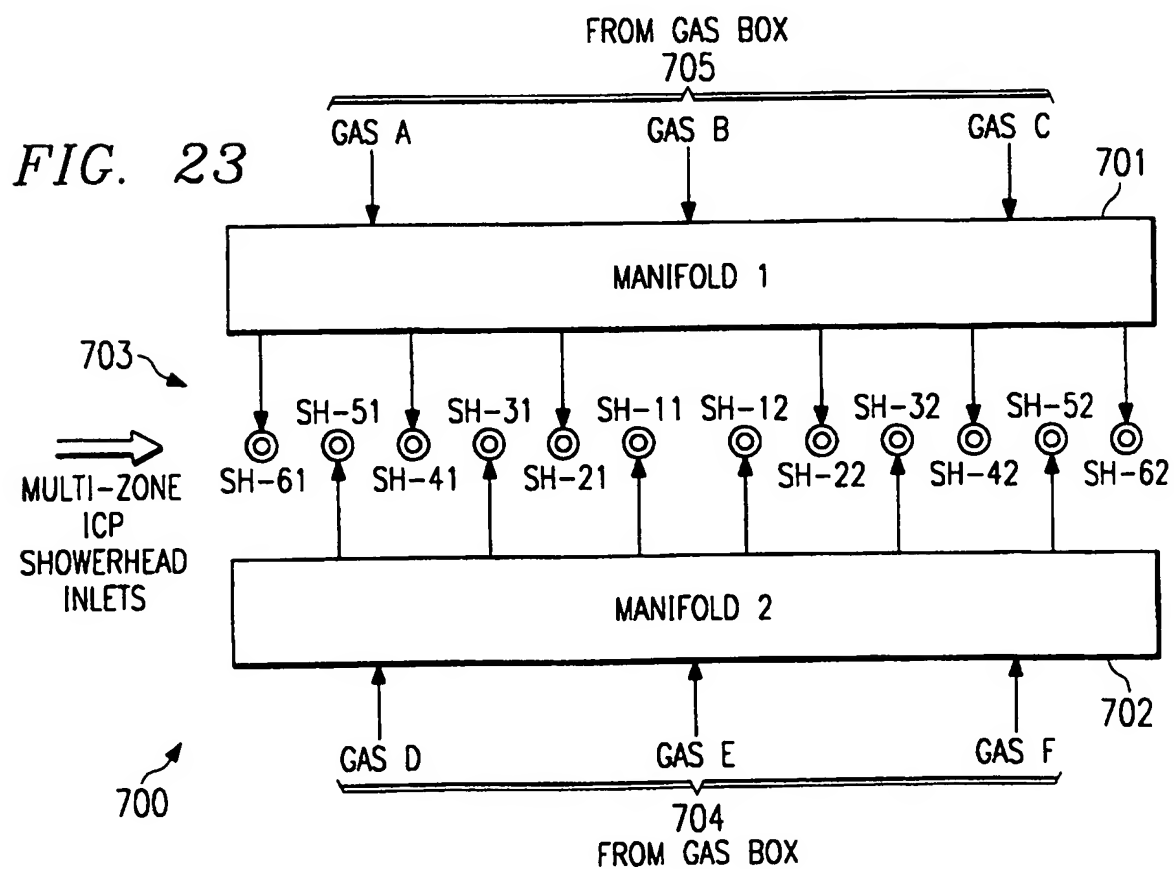 FROM GAS BOX
705
GAS A GAS B GAS C
FIG. 23
701
MANIFOLD 1
703
SH-51 SH-31 SH-11 SH-12 SH-32 SH-52
SH-61 SH-41 SH-21 SH-22 SH-42 SH-62
MULTI-ZONE
ICP
SHOWERHEAD
INLETS
MANIFOLD 2
702
GAS D GAS E GAS F
700
704
FROM GAS BOX